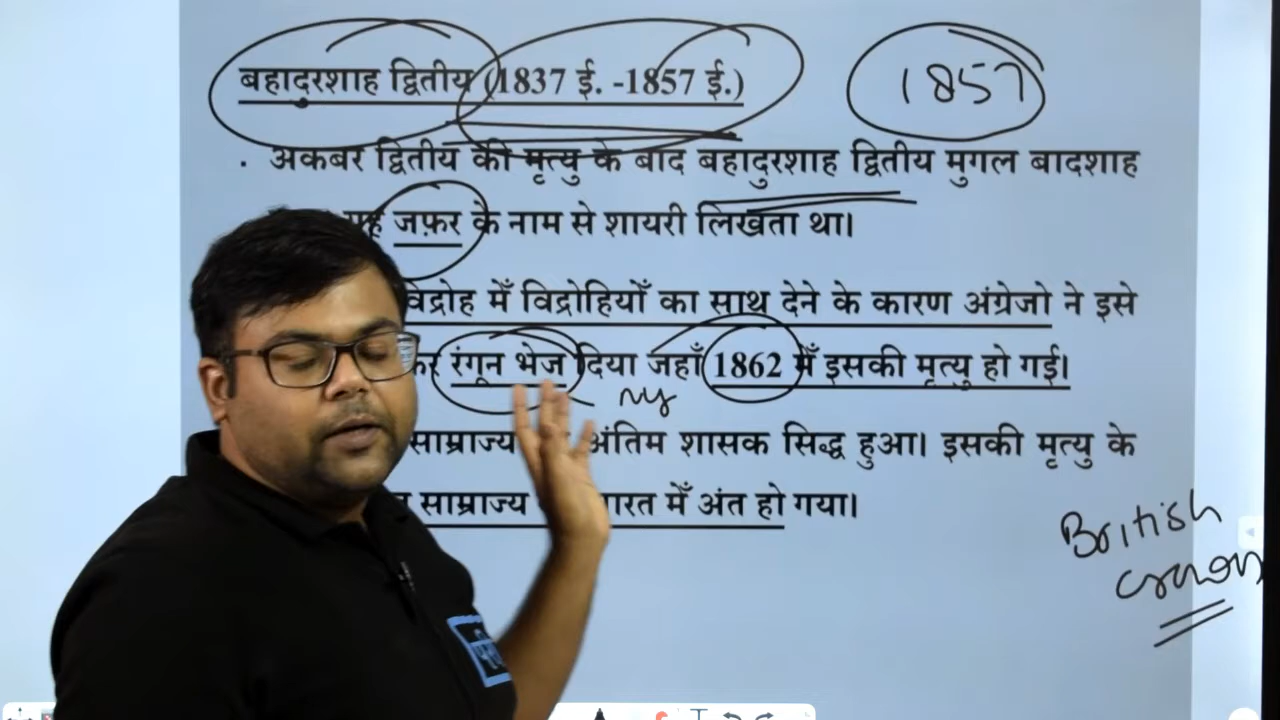 बहादरशाह द्वितीय (1837 ई. -1857 ई.)
1857
. अकबर द्वितीय की मृत्यु के बाद बहादुरशाह द्वितीय मुगल बादशाह
जफ़र के नाम से शायरी लिखता था।
विद्रोह मेँ विद्रोहियोँ का साथ देने के कारण अंग्रेजो ने इसे
रंगून भेज दिया जहाँ 1862 मेँ इसकी मृत्यु हो गई।
साम्राज्य अंतिम शासक सिद्ध हुआ। इसकी मृत्यु के
साम्राज्य भारत मेँ अंत हो गया।
British
crown